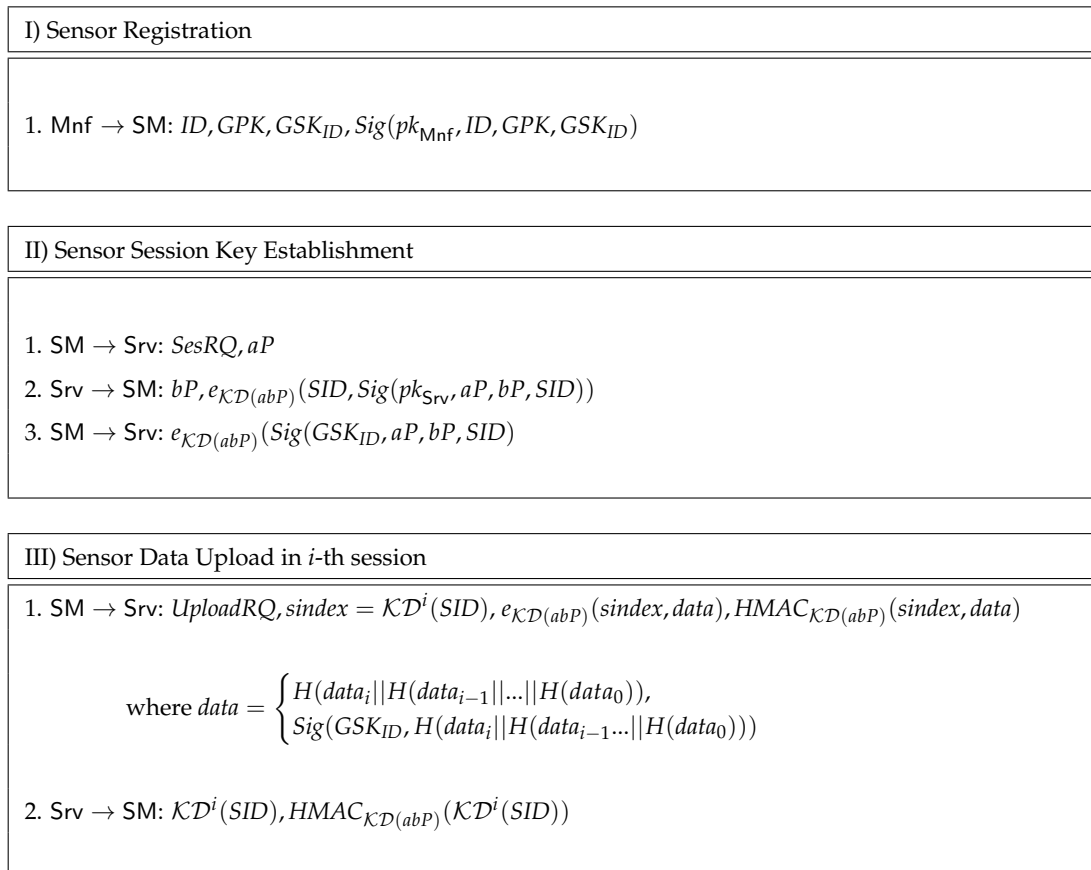 I) Sensor Registration
1. Mnf → SM: ID, GPK, GSK_ID, Sig(pk_Mnf, ID, GPK, GSK_ID)
II) Sensor Session Key Establishment
1. SM → Srv: SesRQ, aP
2. Srv → SM: bP, e_𝒦𝒟(abP)(SID, Sig(pk_Srv, aP, bP, SID))
3. SM → Srv: e_𝒦𝒟(abP)(Sig(GSK_ID, aP, bP, SID)
III) Sensor Data Upload in i-th session
1. SM → Srv: UploadRQ, sindex = 𝒦𝒟^i(SID), e_𝒦𝒟(abP)(sindex, data), HMAC_𝒦𝒟(abP)(sindex, data)
where data = { H(data_i||H(data_{i−1}||...||H(data_0)),
Sig(GSK_ID, H(data_i||H(data_{i−1}...||H(data_0)))
2. Srv → SM: 𝒦𝒟^i(SID), HMAC_𝒦𝒟(abP)(𝒦𝒟^i(SID))